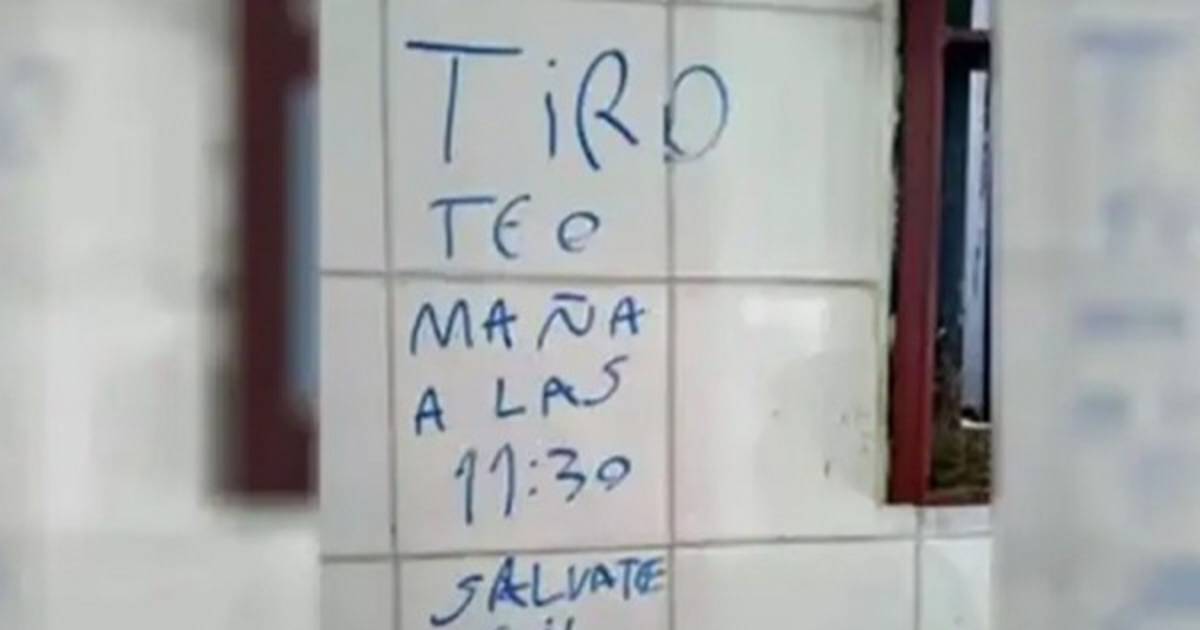 TiRO
TEO
MAÑA
A LAS
11:30
SALVATE